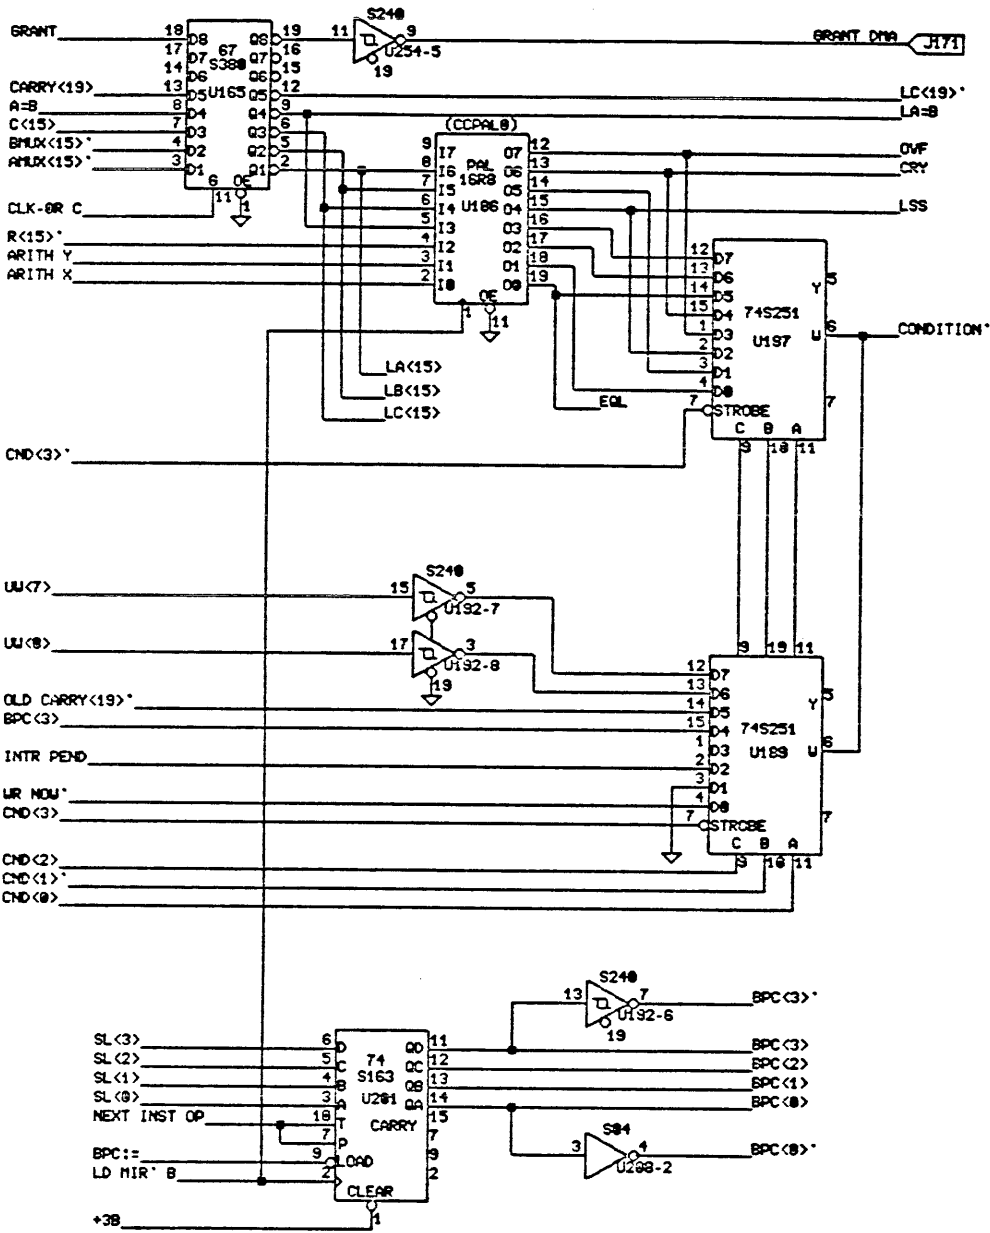 S240
GRANT 18 D8 Q8 19 11 9 GRANT DMA J171
17 D7 67 Q7 16 U254-5
14 D6 S380 Q6 15 19
CARRY<19> 13 D5 U165 Q5 12 LC<19>'
A=B 8 D4 Q4 9 LA=B
C<15> 7 D3 Q3 6 (CCPAL0)
BMUX<15>' 4 D2 Q2 5 9 I7 O7 12 OVF
AMUX<15>' 3 D1 Q1 2 8 I6 PAL O6 13 CRY
6 OE 7 I5 16R8 O5 14
CLK-0R C 11 1 6 I4 U186 O4 15 LSS
5 I3 O3 16
R<15>' 4 I2 O2 17
ARITH Y 3 I1 O1 18 12 D7
ARITH X 2 I0 O0 19 13 D6 5
OE 14 D5 Y
1 11 15 D4 74S251
1 D3 U197 W 6 CONDITION'
2 D2
LA<15> 3 D1
LB<15> 4 D0
LC<15> EQL 7 STROBE 7
C B A
CND<3>' 9 10 11
S240
UW<7> 15 5
U192-7
UW<8> 17 3
U192-8 9 10 11
19 12 D7
13 D6 5
OLD CARRY<19>' 14 D5 Y
BPC<3> 15 D4 74S251
1 D3 U189 W 6
INTR PEND 2 D2
3 D1
WR NOW' 4 D0
CND<3> 7 STROBE 7
C B A
CND<2> 9 10 11
CND<1>'
CND<0>
S240
13 7 BPC<3>'
U192-6
19
SL<3> 6 D QD 11 BPC<3>
SL<2> 5 C 74 QC 12 BPC<2>
SL<1> 4 B S163 QB 13 BPC<1>
SL<0> 3 A U201 QA 14 BPC<0>
NEXT INST OP 10 T CARRY 15
7 P 7 S04
BPC:= 9 LOAD 9 3 4 BPC<0>'
LD MIR' B 2 2 U208-2
CLEAR
+3B 1